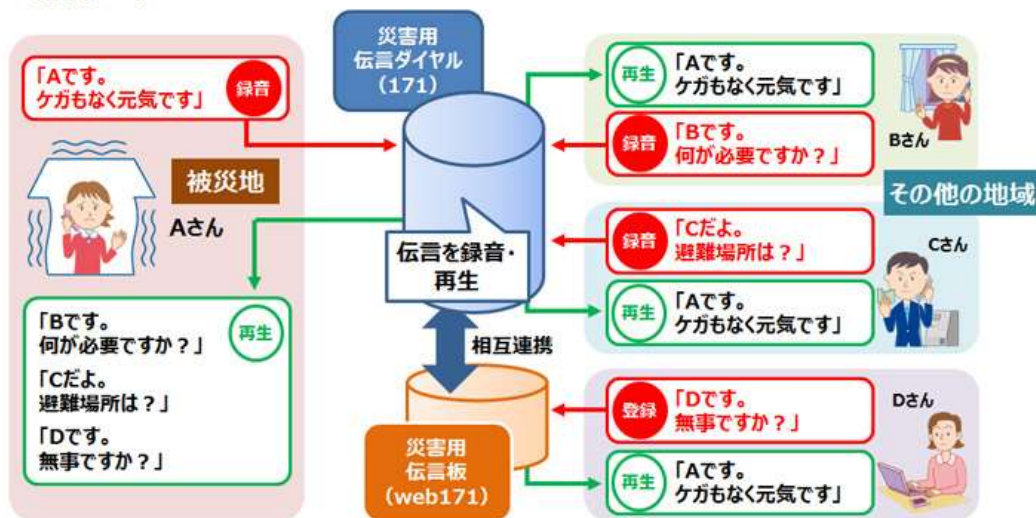 災害用
伝言ダイヤル
（171）
「Aです。
ケガもなく元気です」
録音
被災地
Aさん
「Bです。
何が必要ですか？」
「Cだよ。
避難場所は？」
「Dです。
無事ですか？」
再生
伝言を録音・
再生
相互連携
災害用
伝言板
（web171）
再生
「Aです。
ケガもなく元気です」
録音
「Bです。
何が必要ですか？」
Bさん
その他の地域
録音
「Cだよ。
避難場所は？」
Cさん
再生
「Aです。
ケガもなく元気です」
登録
「Dです。
無事ですか？」
Dさん
再生
「Aです。
ケガもなく元気です」